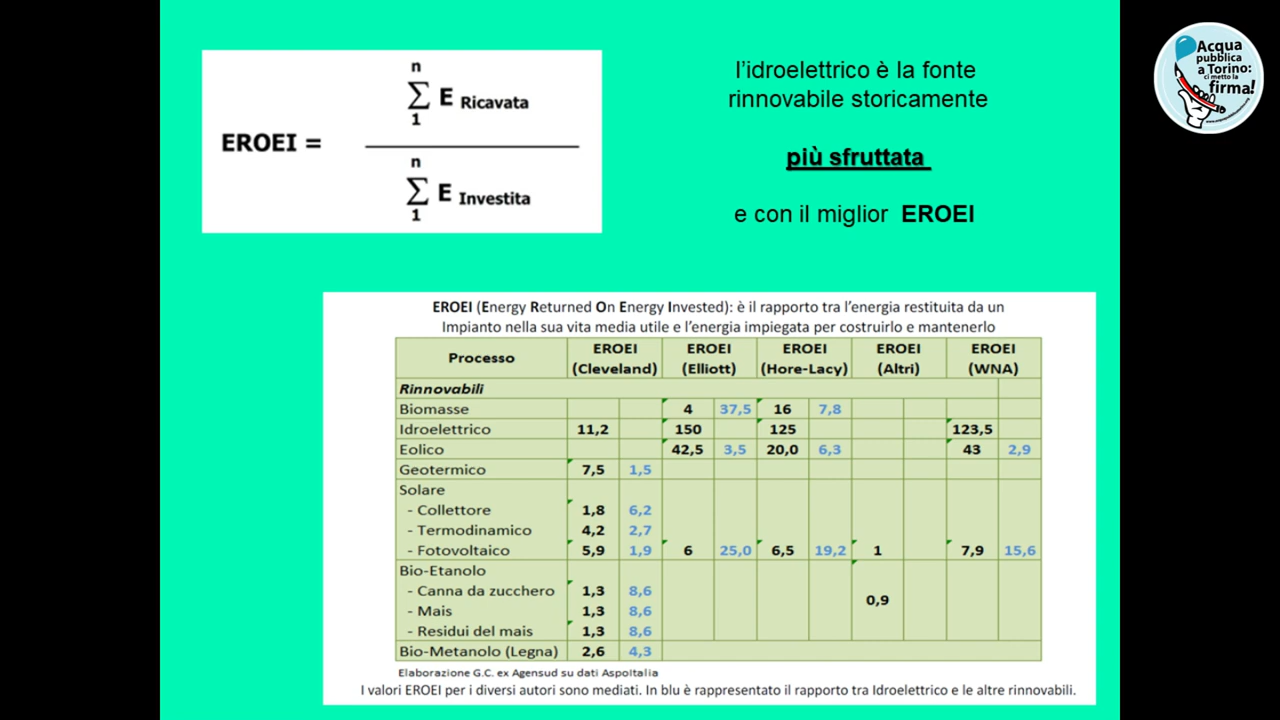 n
Σ E Ricavata
1
EROEI =
n
Σ E Investita
1
l'idroelettrico è la fonte
rinnovabile storicamente
più sfruttata
e con il miglior EROEI
Acqua
pubblica
a Torino:
ci metto la
firma!
EROEI (Energy Returned On Energy Invested): è il rapporto tra l'energia restituita da un
Impianto nella sua vita media utile e l'energia impiegata per costruirlo e mantenerlo
Processo EROEI (Cleveland) EROEI (Elliott) EROEI (Hore-Lacy) EROEI (Altri) EROEI (WNA)
Rinnovabili
Biomasse 4 37,5 16 7,8
Idroelettrico 11,2 150 125 123,5
Eolico 42,5 3,5 20,0 6,3 43 2,9
Geotermico 7,5 1,5
Solare
- Collettore 1,8 6,2
- Termodinamico 4,2 2,7
- Fotovoltaico 5,9 1,9 6 25,0 6,5 19,2 1 7,9 15,6
Bio-Etanolo
- Canna da zucchero 1,3 8,6
0,9
- Mais 1,3 8,6
- Residui del mais 1,3 8,6
Bio-Metanolo (Legna) 2,6 4,3
Elaborazione G.C. ex Agensud su dati AspoItalia
I valori EROEI per i diversi autori sono mediati. In blu è rappresentato il rapporto tra Idroelettrico e le altre rinnovabili.